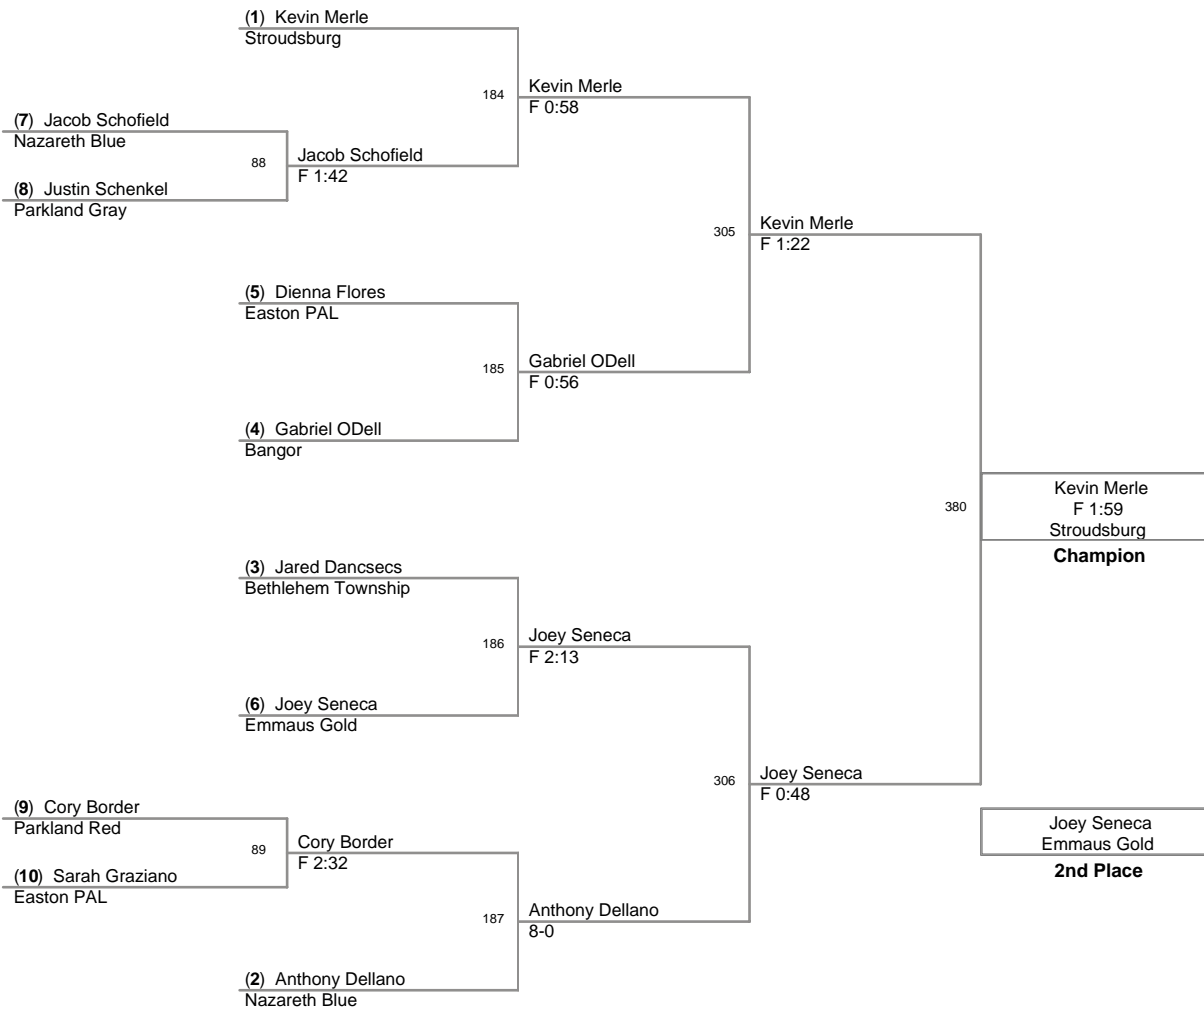 (1) Kevin Merle
Stroudsburg
184
Kevin Merle
F 0:58
(7) Jacob Schofield
Nazareth Blue
88
Jacob Schofield
F 1:42
(8) Justin Schenkel
Parkland Gray
305
Kevin Merle
F 1:22
(5) Dienna Flores
Easton PAL
185
Gabriel ODell
F 0:56
(4) Gabriel ODell
Bangor
380
Kevin Merle
F 1:59
Stroudsburg
Champion
(3) Jared Dancsecs
Bethlehem Township
186
Joey Seneca
F 2:13
(6) Joey Seneca
Emmaus Gold
306
Joey Seneca
F 0:48
(9) Cory Border
Parkland Red
89
Cory Border
F 2:32
(10) Sarah Graziano
Easton PAL
187
Anthony Dellano
8-0
(2) Anthony Dellano
Nazareth Blue
Joey Seneca
Emmaus Gold
2nd Place